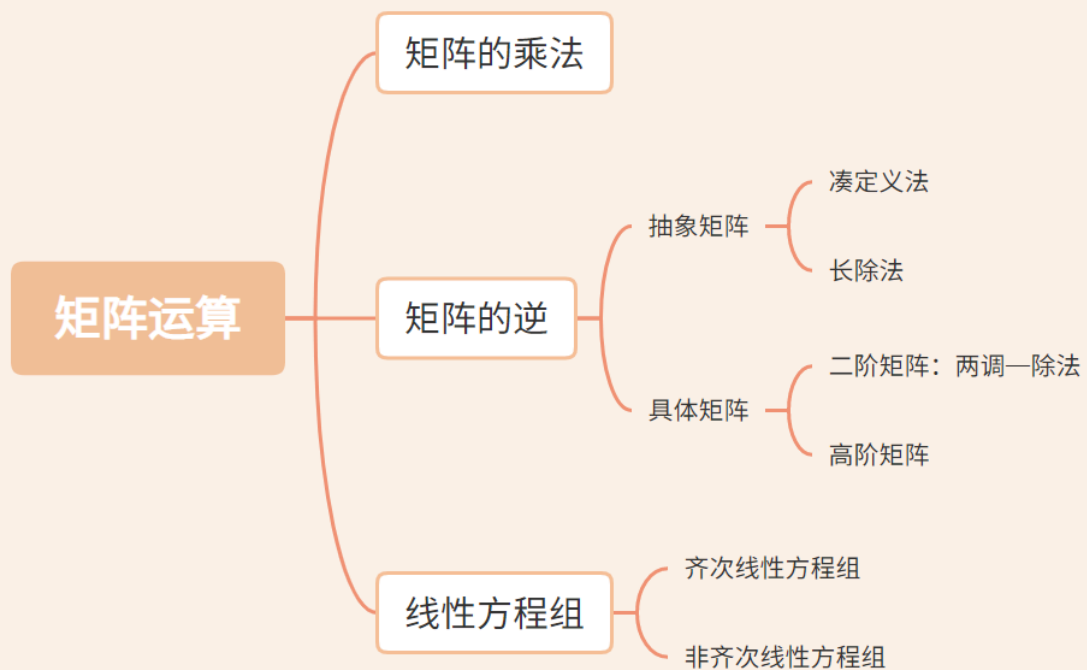 矩阵运算
矩阵的乘法
矩阵的逆
抽象矩阵
凑定义法
长除法
具体矩阵
二阶矩阵：两调—除法
高阶矩阵
线性方程组
齐次线性方程组
非齐次线性方程组